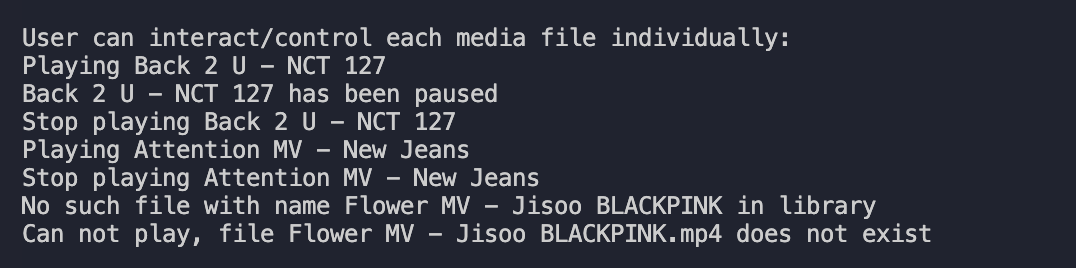 User can interact/control each media file individually:
Playing Back 2 U – NCT 127
Back 2 U – NCT 127 has been paused
Stop playing Back 2 U – NCT 127
Playing Attention MV – New Jeans
Stop playing Attention MV – New Jeans
No such file with name Flower MV – Jisoo BLACKPINK in library
Can not play, file Flower MV – Jisoo BLACKPINK.mp4 does not exist